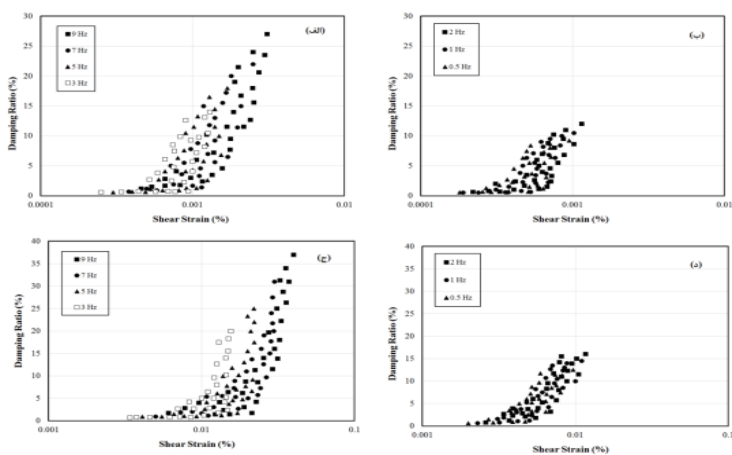 (الف)
9 Hz
7 Hz
5 Hz
3 Hz
Damping Ratio (%)
30
25
20
15
10
5
0
0.0001
0.001
0.01
Shear Strain (%)
(ب)
2 Hz
1 Hz
0.5 Hz
Damping Ratio (%)
30
25
20
15
10
5
0
0.0001
0.001
0.01
Shear Strain (%)
(ج)
9 Hz
7 Hz
5 Hz
3 Hz
Damping Ratio (%)
40
35
30
25
20
15
10
5
0
0.001
0.01
0.1
Shear Strain (%)
(د)
2 Hz
1 Hz
0.5 Hz
Damping Ratio (%)
40
35
30
25
20
15
10
5
0
0.001
0.01
0.1
Shear Strain (%)